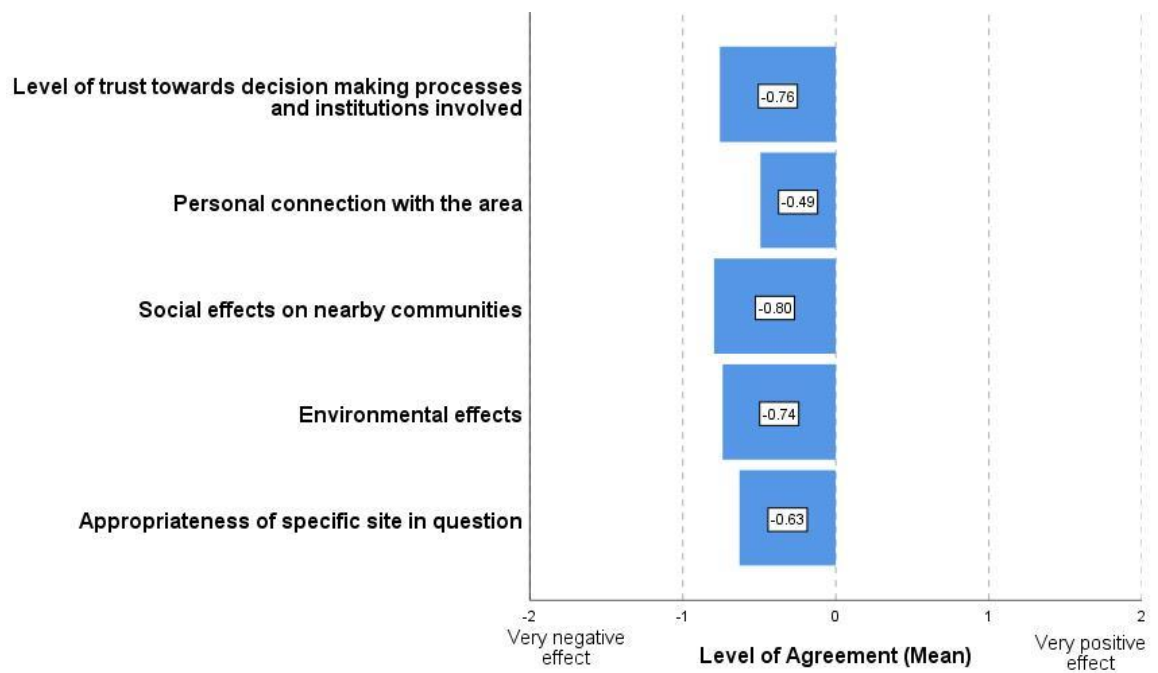 Level of trust towards decision making processes
and institutions involved
-0.76
Personal connection with the area
-0.49
Social effects on nearby communities
-0.80
Environmental effects
-0.74
Appropriateness of specific site in question
-0.63
-2
-1
0
1
2
Very negative
effect
Level of Agreement (Mean)
Very positive
effect